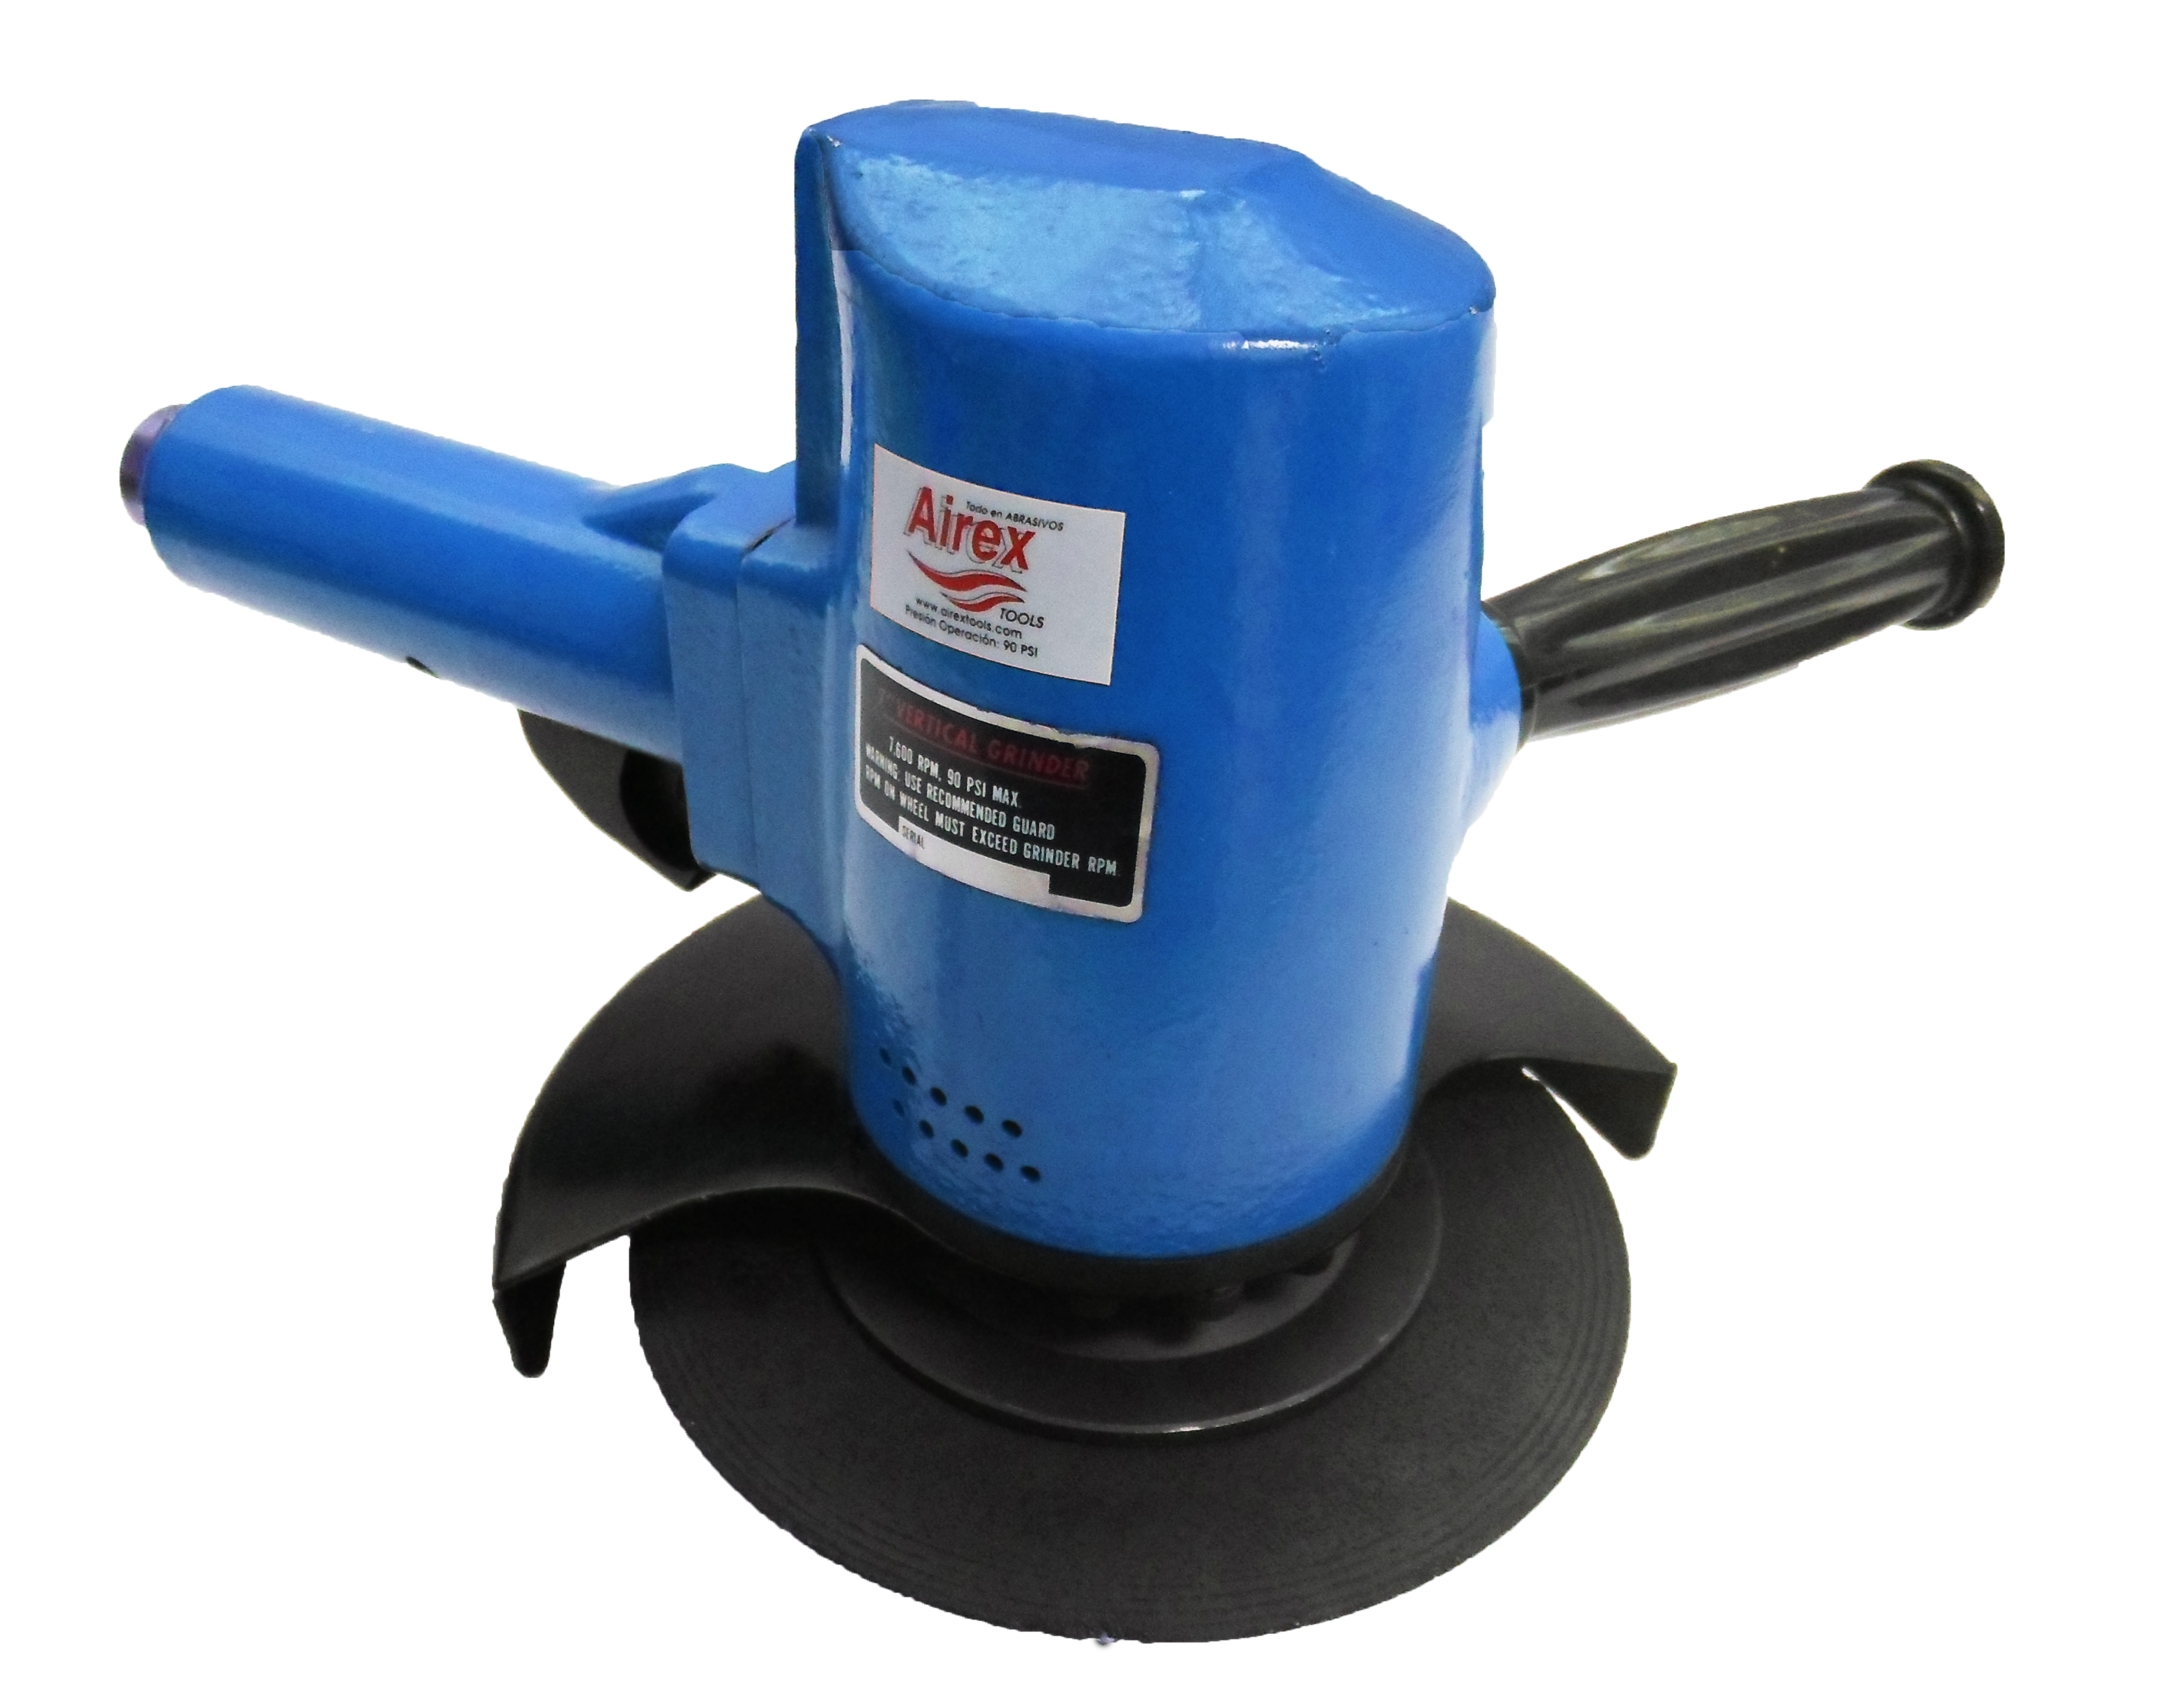 Todo en ABRASIVOS
Airex
TOOLS
www.airextools.com
Presión Operación: 90 PSI
7" VERTICAL GRINDER
7,600 RPM, 90 PSI MAX.
WARNING: USE RECOMMENDED GUARD
RPM ON WHEEL MUST EXCEED GRINDER RPM
SERIAL